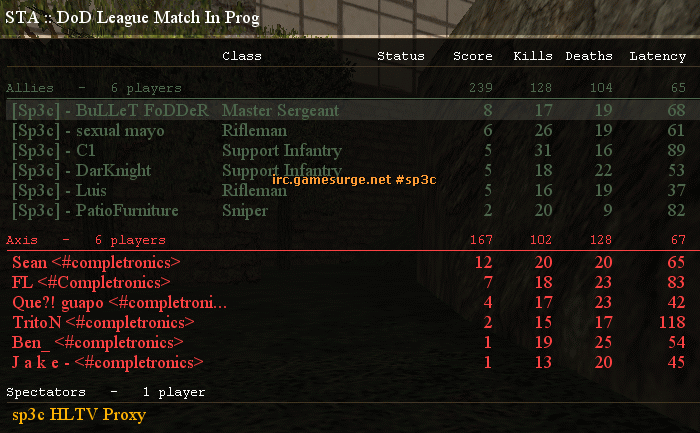 STA :: DoD League Match In Prog
Class Status Score Kills Deaths Latency
Allies - 6 players 239 128 104 65
[Sp3c] - BuLLeT FoDDeR Master Sergeant 8 17 19 68
[Sp3c] - sexual mayo Rifleman 6 26 19 61
[Sp3c] - C1 Support Infantry 5 31 16 89
[Sp3c] - DarKnight Support Infantry 5 18 22 53
irc.gamesurge.net #sp3c
[Sp3c] - Luis Rifleman 5 16 19 37
[Sp3c] - PatioFurniture Sniper 2 20 9 82
Axis - 6 players 167 102 128 67
Sean <#completronics> 12 20 20 65
FL <#Completronics> 7 18 23 83
Que?! guapo <#completroni... 4 17 23 42
TritoN <#completronics> 2 15 17 118
Ben_ <#completronics> 1 19 25 54
J a k e - <#completronics> 1 13 20 45
Spectators - 1 player
sp3c HLTV Proxy